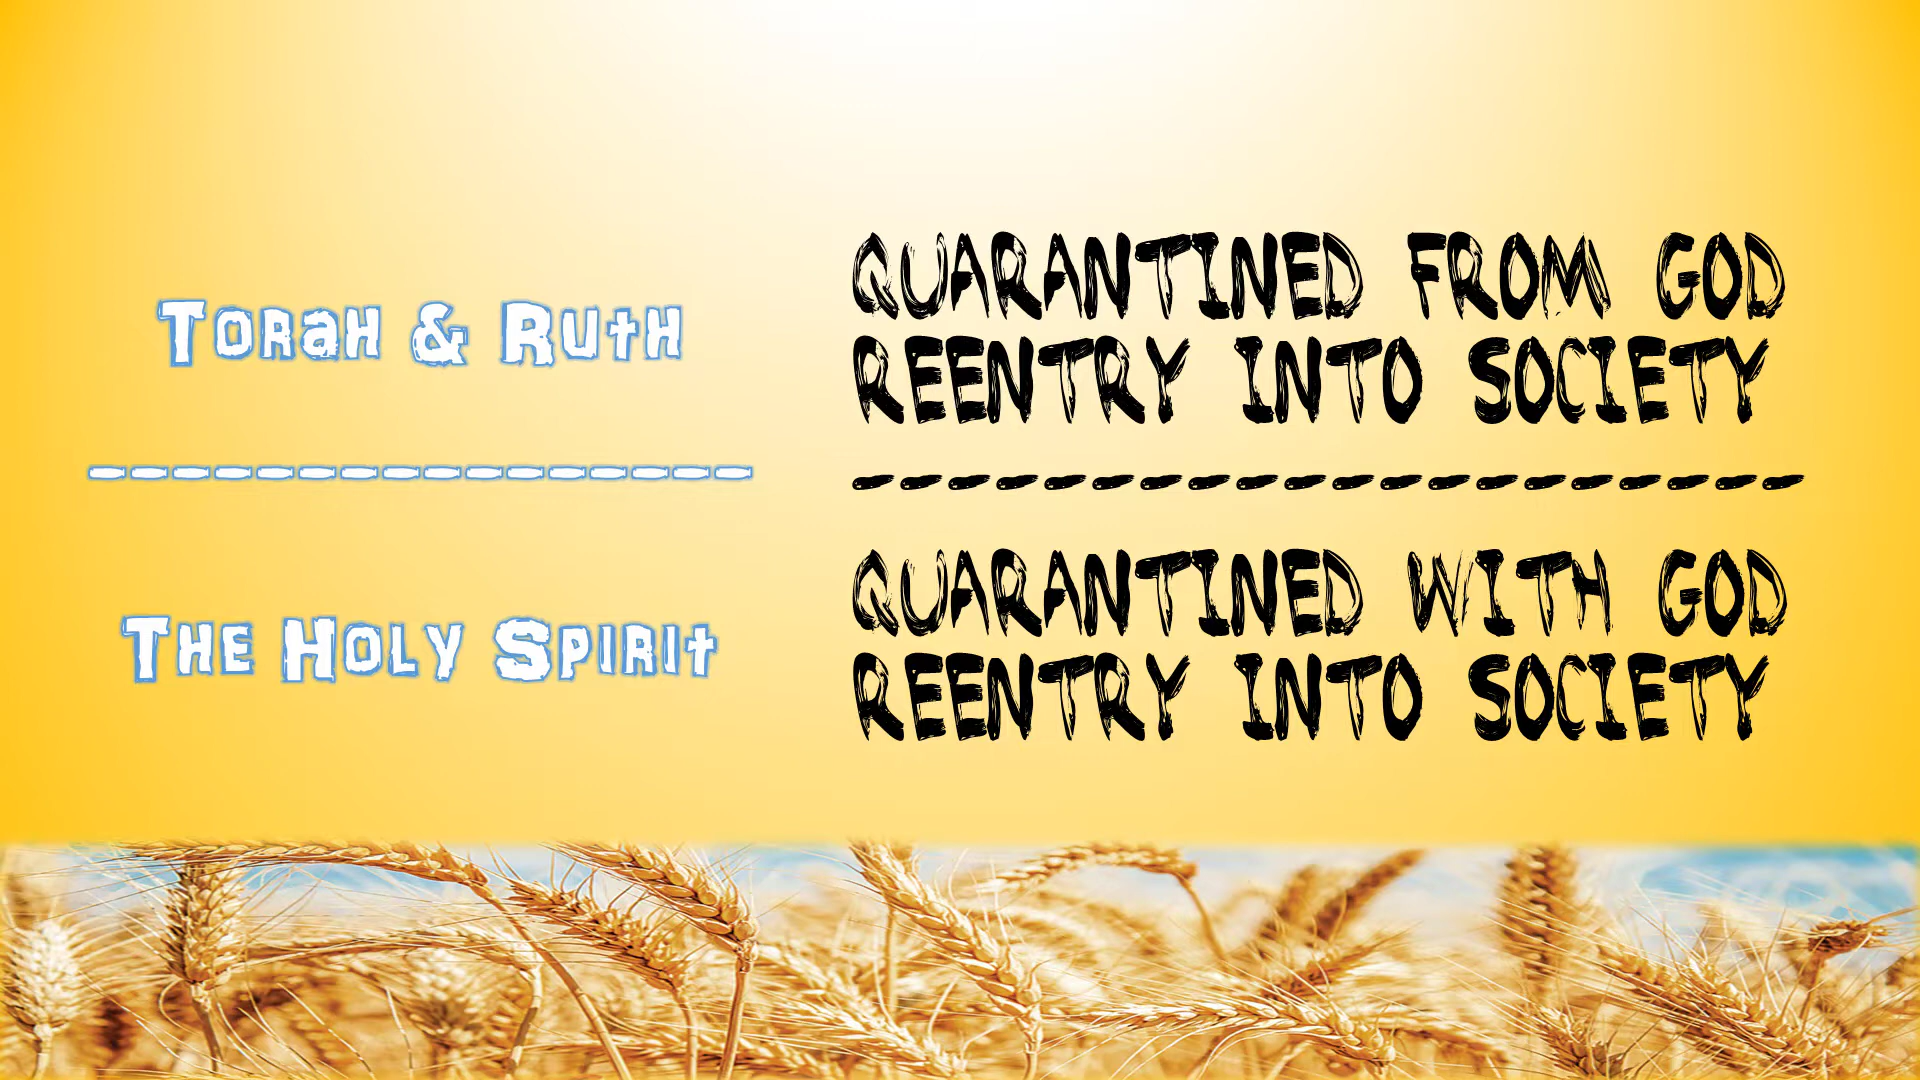 Torah & Ruth
----------------
The Holy Spirit
QUARANTINED FROM GOD
REENTRY INTO SOCIETY
--------------------
QUARANTINED WITH GOD
REENTRY INTO SOCIETY